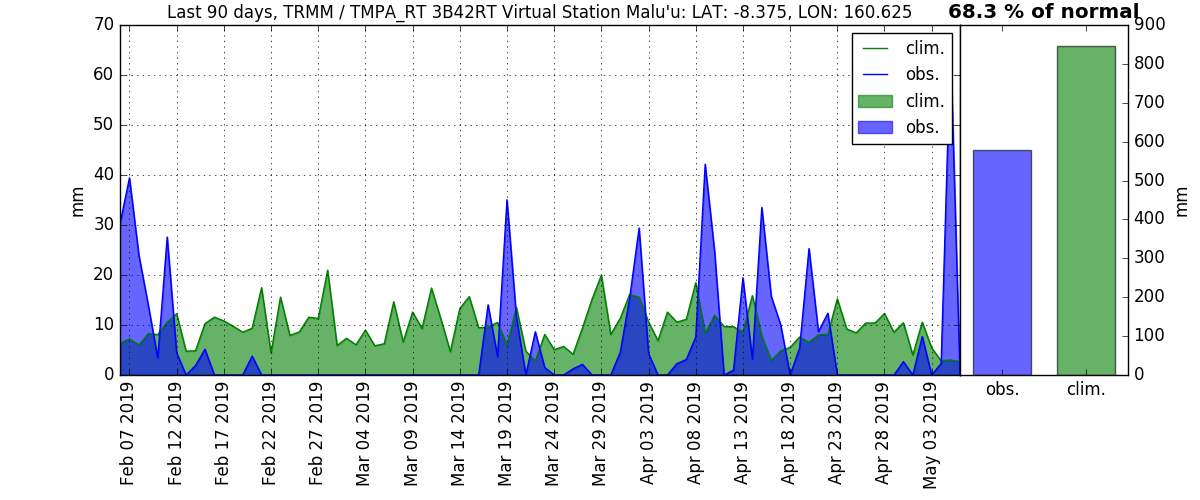 Last 90 days, TRMM / TMPA_RT 3B42RT Virtual Station Malu'u: LAT: -8.375, LON: 160.625
68.3 % of normal
70
60
50
40
30
20
10
0
mm
clim.
obs.
clim.
obs.
900
800
700
600
500
400
300
200
100
0
mm
Feb 07 2019
Feb 12 2019
Feb 17 2019
Feb 22 2019
Feb 27 2019
Mar 04 2019
Mar 09 2019
Mar 14 2019
Mar 19 2019
Mar 24 2019
Mar 29 2019
Apr 03 2019
Apr 08 2019
Apr 13 2019
Apr 18 2019
Apr 23 2019
Apr 28 2019
May 03 2019
obs.
clim.